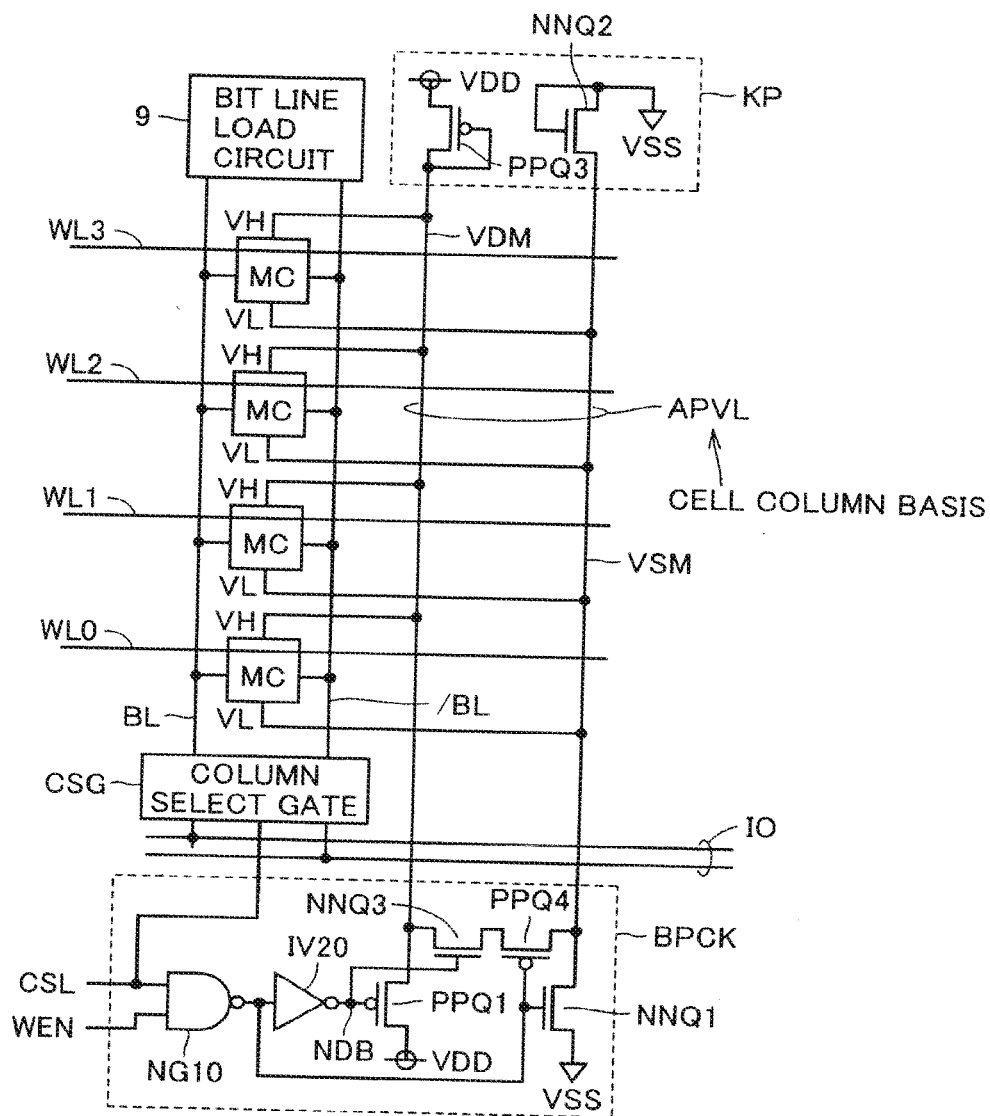 NNQ2
VDD
KP
9
BIT LINE
LOAD
CIRCUIT
VSS
PPQ3
WL3
VH
VDM
MC
VL
WL2
VH
MC
APVL
VL
CELL COLUMN BASIS
WL1
VH
MC
VSM
VL
WL0
VH
MC
BL
VL
/BL
CSG
COLUMN
SELECT GATE
IO
NNQ3
PPQ4
IV20
BPCK
CSL
PPQ1
NNQ1
WEN
NDB
VDD
NG10
VSS